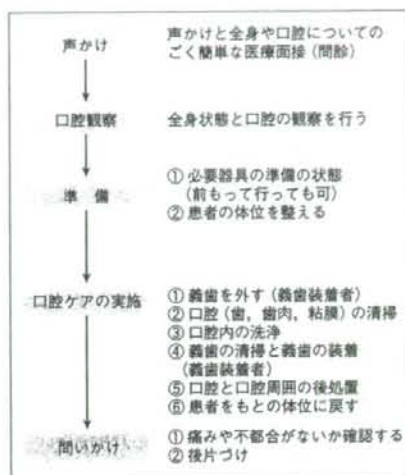 声かけ
声かけと全身や口腔についての
ごく簡単な医療面接（問診）
口腔観察
全身状態と口腔の観察を行う
準 備
① 必要器具の準備の状態
（前もって行っても可）
② 患者の体位を整える
口腔ケアの実施
① 義歯を外す（義歯装着者）
② 口腔（歯，歯肉，粘膜）の清掃
③ 口腔内の洗浄
④ 義歯の清掃と義歯の装着
（義歯装着者）
⑤ 口腔と口腔周囲の後処置
⑥ 患者をもとの体位に戻す
問いかけ
① 痛みや不都合がないか確認する
② 後片づけ